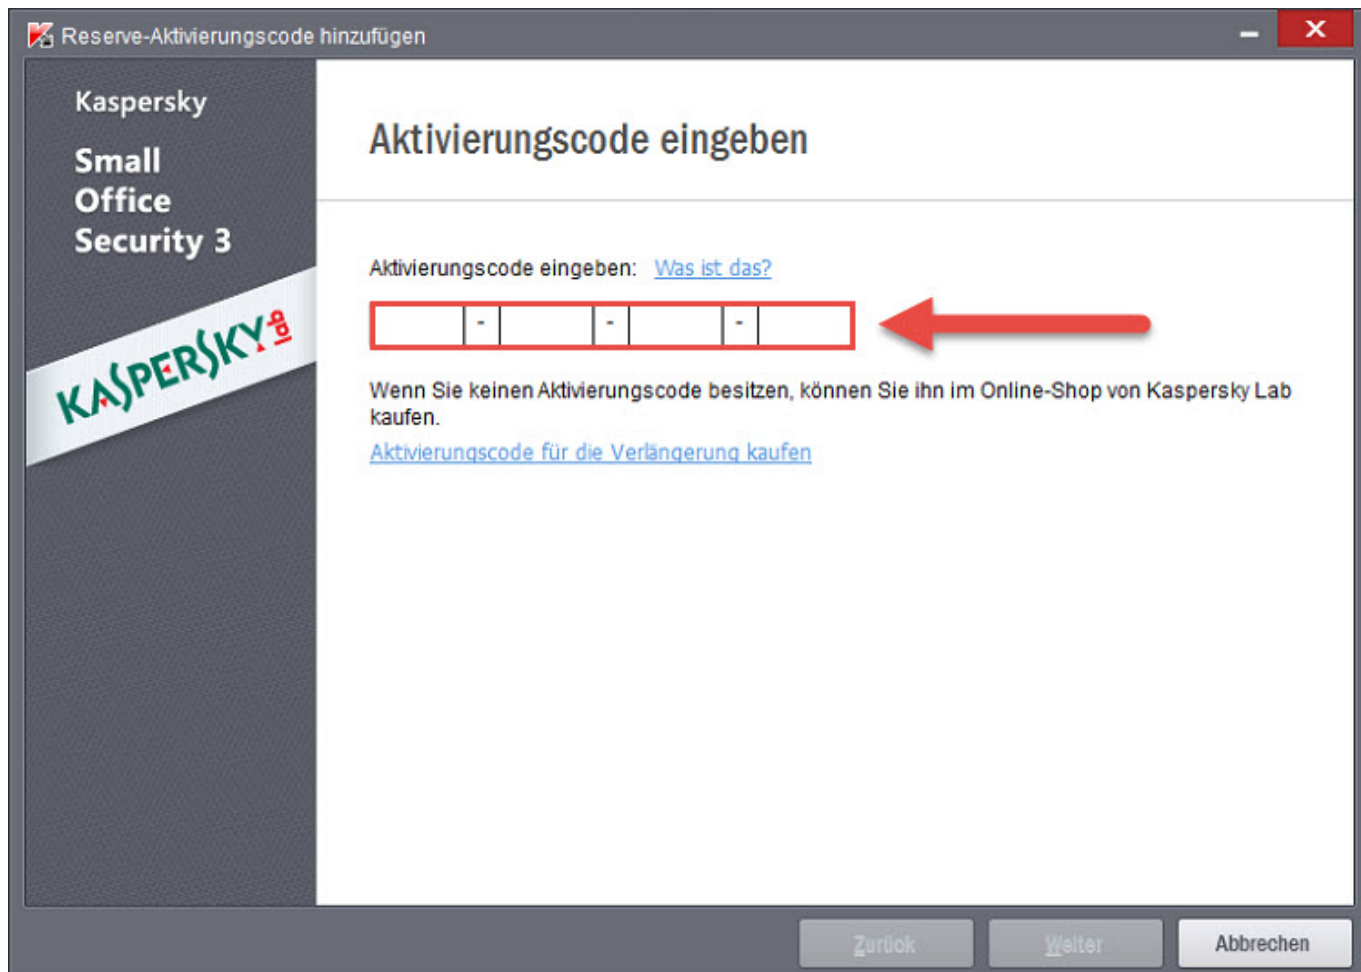 Reserve-Aktivierungscode hinzufügen
Kaspersky
Small
Office
Security 3
KASPERSKY lab
Aktivierungscode eingeben
Aktivierungscode eingeben: Was ist das?
- - -
Wenn Sie keinen Aktivierungscode besitzen, können Sie ihn im Online-Shop von Kaspersky Lab
kaufen.
Aktivierungscode für die Verlängerung kaufen
Zurück Weiter Abbrechen